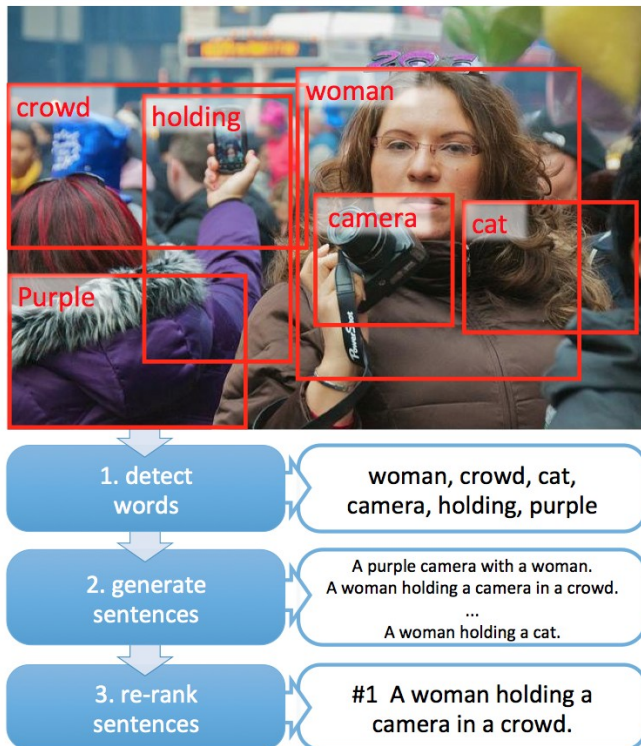 crowd
holding
woman
camera
cat
Purple
PowerShot
1. detect
words
woman, crowd, cat,
camera, holding, purple
2. generate
sentences
A purple camera with a woman.
A woman holding a camera in a crowd.
...
A woman holding a cat.
3. re-rank
sentences
#1 A woman holding a
camera in a crowd.